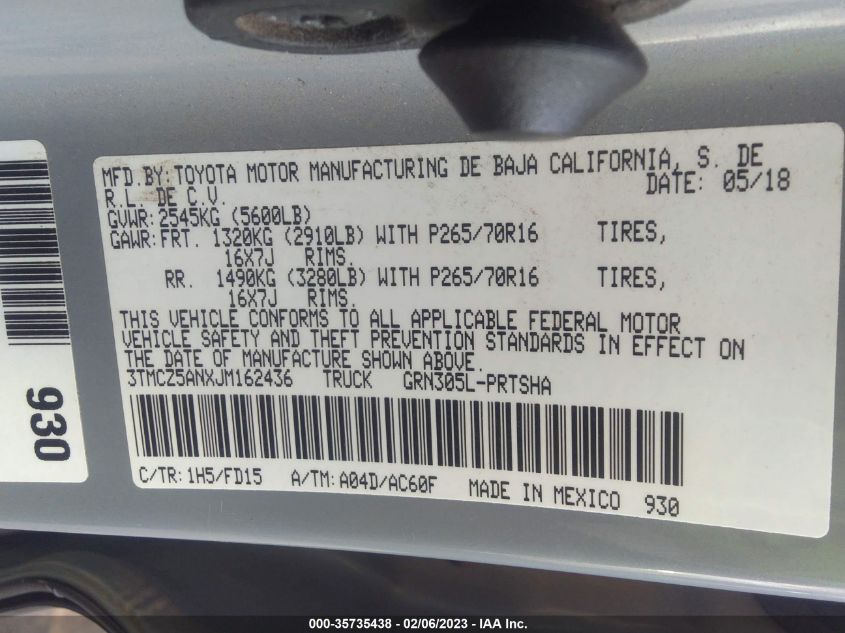 MFD.BY:TOYOTA MOTOR MANUFACTURING DE BAJA CALIFORNIA, S. DE
R.L. DE C.V. DATE: 05/18
GVWR: 2545KG (5600LB)
GAWR:FRT. 1320KG (2910LB) WITH P265/70R16 TIRES,
16X7J RIMS.
RR. 1490KG (3280LB) WITH P265/70R16 TIRES,
16X7J RIMS.
THIS VEHICLE CONFORMS TO ALL APPLICABLE FEDERAL MOTOR
VEHICLE SAFETY AND THEFT PREVENTION STANDARDS IN EFFECT ON
THE DATE OF MANUFACTURE SHOWN ABOVE.
3TMCZ5ANXJM162436 TRUCK GRN305L-PRTSHA
C/TR: 1H5/FD15 A/TM: A04D/AC60F MADE IN MEXICO 930
930
000-35735438 - 02/06/2023 - IAA Inc.